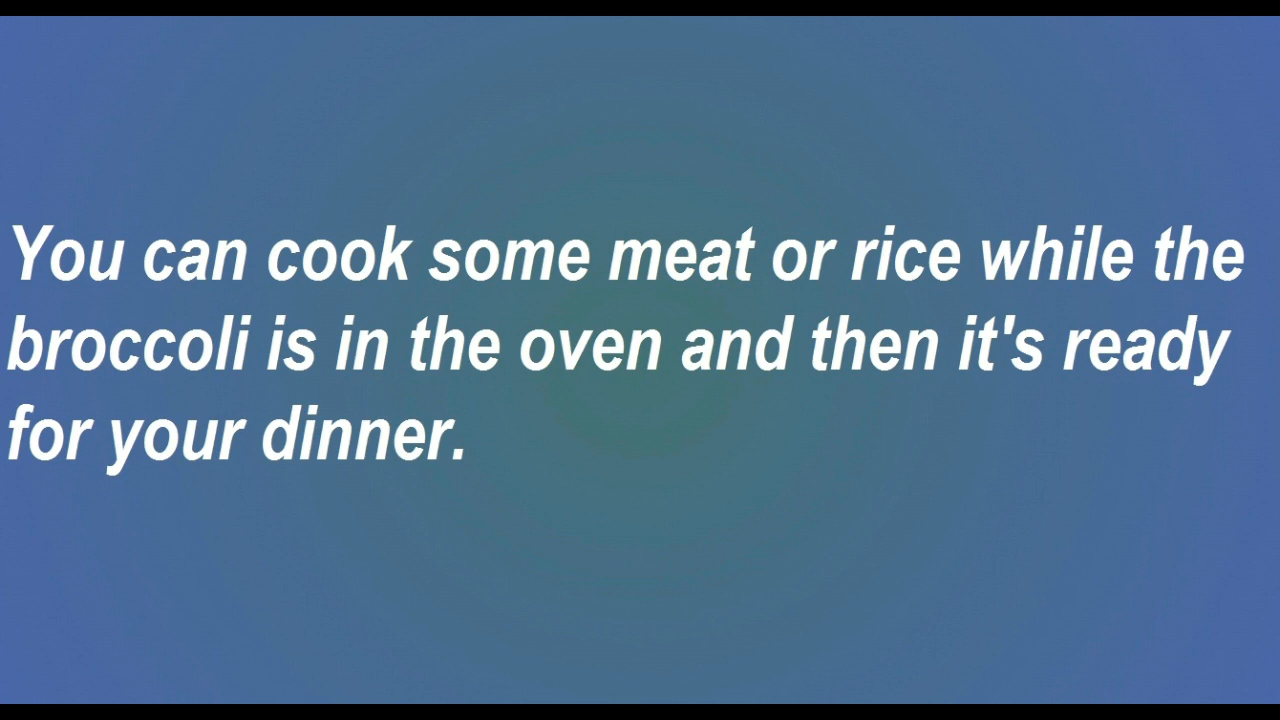 You can cook some meat or rice while the
broccoli is in the oven and then it's ready
for your dinner.